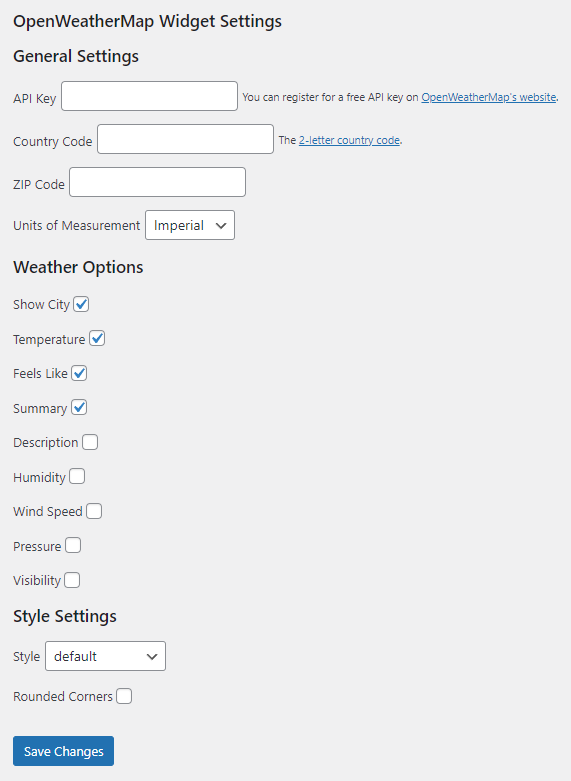 OpenWeatherMap Widget Settings
General Settings
API Key You can register for a free API key on OpenWeatherMap's website.
Country Code The 2-letter country code.
ZIP Code
Units of Measurement Imperial
Weather Options
Show City
Temperature
Feels Like
Summary
Description
Humidity
Wind Speed
Pressure
Visibility
Style Settings
Style default
Rounded Corners
Save Changes